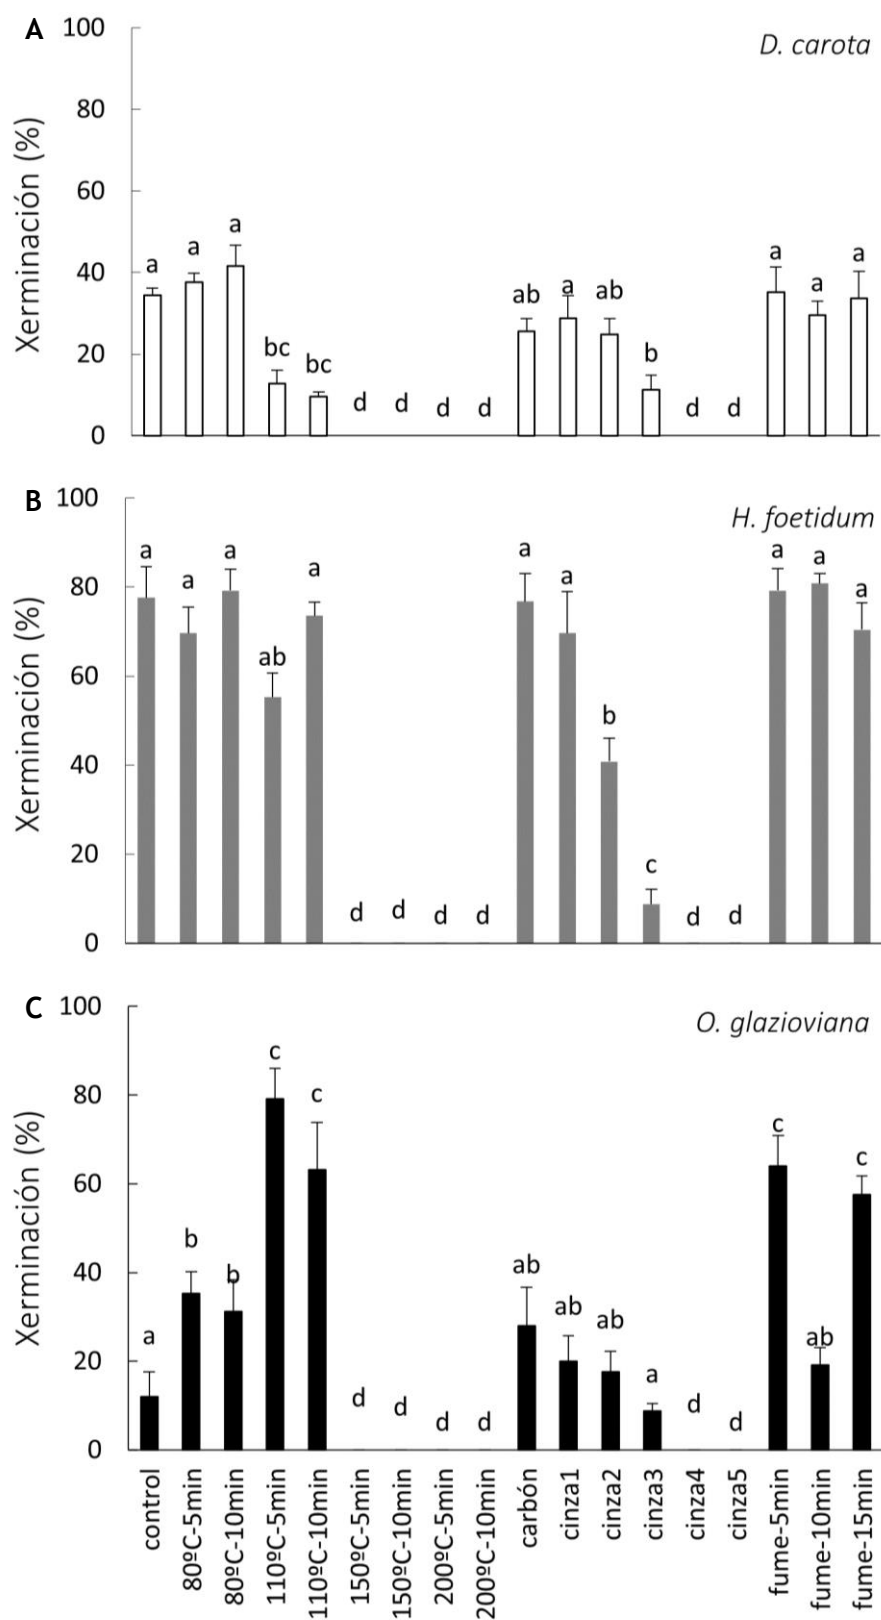 A
D. carota
Xerminación (%)
100
80
60
40
20
0
a a a bc bc d d d d ab a ab b d d a a a
B
H. foetidum
Xerminación (%)
100
80
60
40
20
0
a a a ab a d d d d a a b c d d a a a
C
O. glazioviana
Xerminación (%)
100
80
60
40
20
0
a b b c c d d d d ab ab ab a d d c ab c
control
80ºC-5min
80ºC-10min
110ºC-5min
110ºC-10min
150ºC-5min
150ºC-10min
200ºC-5min
200ºC-10min
carbón
cinza1
cinza2
cinza3
cinza4
cinza5
fume-5min
fume-10min
fume-15min